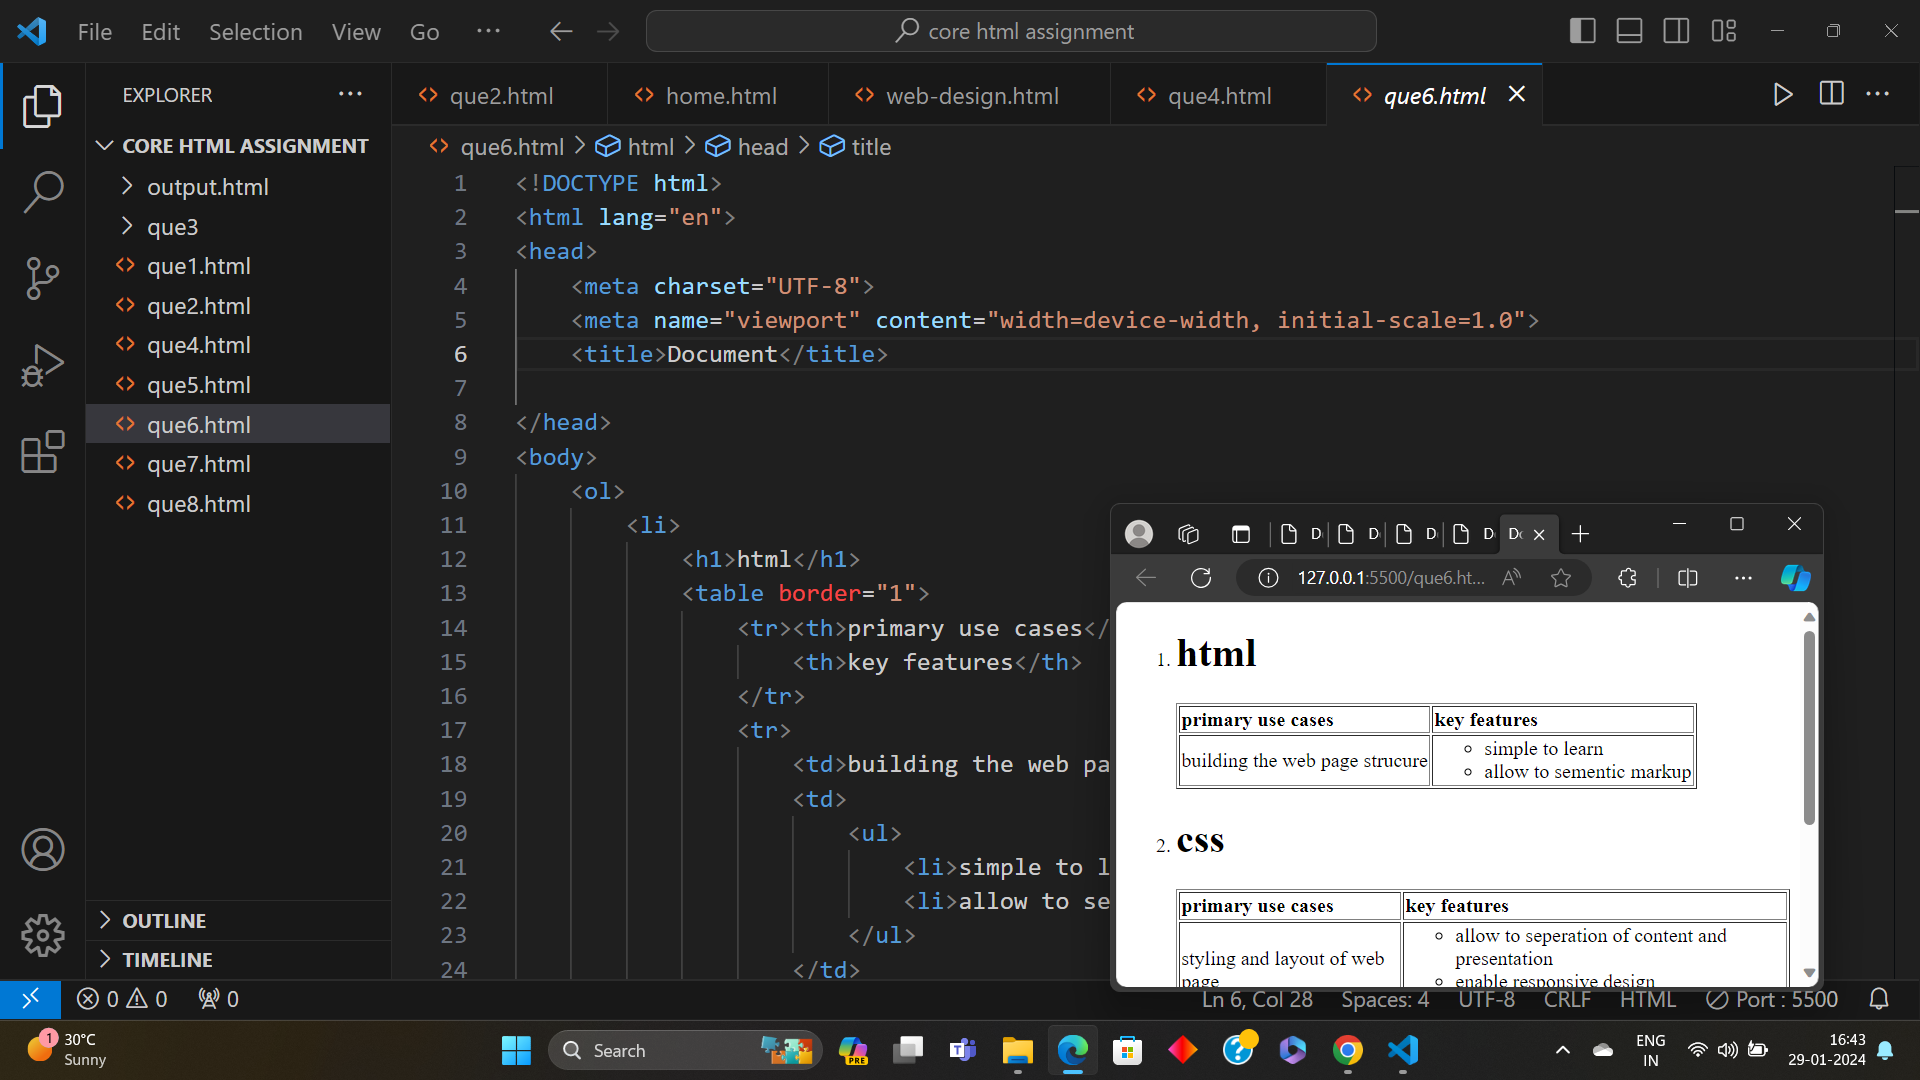 File Edit Selection View Go ··· core html assignment
EXPLORER ···
CORE HTML ASSIGNMENT
output.html
que3
que1.html
que2.html
que4.html
que5.html
que6.html
que7.html
que8.html
OUTLINE
TIMELINE
que2.html home.html web-design.html que4.html que6.html
que6.html > html > head > title
1 <!DOCTYPE html>
2 <html lang="en">
3 <head>
4 <meta charset="UTF-8">
5 <meta name="viewport" content="width=device-width, initial-scale=1.0">
6 <title>Document</title>
7
8 </head>
9 <body>
10 <ol>
11 <li>
12 <h1>html</h1>
13 <table border="1">
14 <tr><th>primary use cases</
15 <th>key features</th>
16 </tr>
17 <tr>
18 <td>building the web pa
19 <td>
20 <ul>
21 <li>simple to l
22 <li>allow to se
23 </ul>
24 </td>
D D D D Do
127.0.0.1:5500/que6.ht...
1. html
primary use cases key features
building the web page strucure
simple to learn
allow to sementic markup
2. css
primary use cases key features
styling and layout of web
page
allow to seperation of content and
presentation
enable responsive design
0 0 0 Ln 6, Col 28 Spaces: 4 UTF-8 CRLF HTML Port : 5500
1 30°C
Sunny
Search
PRE
ENG
IN
16:43
29-01-2024